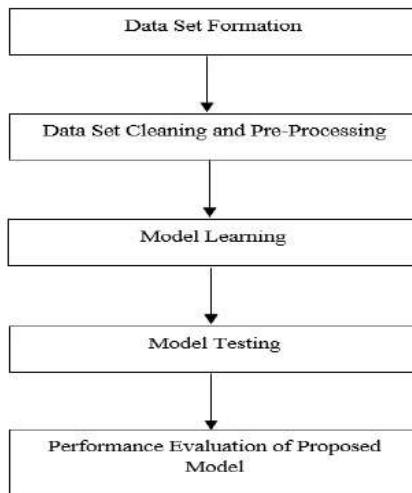 Data Set Formation
Data Set Cleaning and Pre-Processing
Model Learning
Model Testing
Performance Evaluation of Proposed
Model